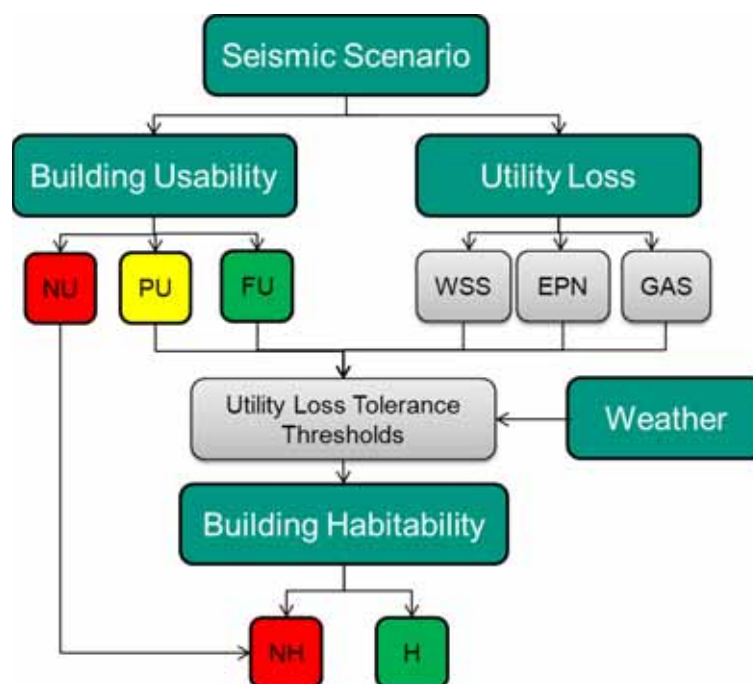 Seismic Scenario
Building Usability
Utility Loss
NU
PU
FU
WSS
EPN
GAS
Utility Loss Tolerance
Thresholds
Weather
Building Habitability
NH
H